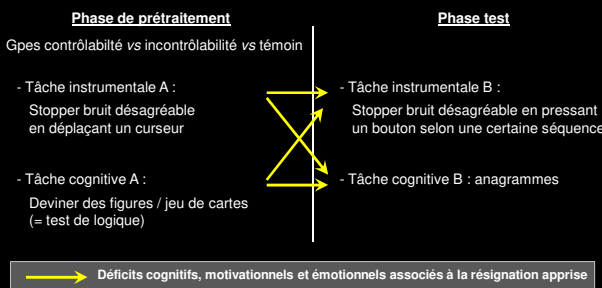 Phase de prétraitement
Phase test
Gpes contrôlabilté vs incontrôlabilité vs témoin
- Tâche instrumentale A :
Stopper bruit désagréable
en déplaçant un curseur
- Tâche instrumentale B :
Stopper bruit désagréable en pressant
un bouton selon une certaine séquence
- Tâche cognitive A :
Deviner des figures / jeu de cartes
(= test de logique)
- Tâche cognitive B : anagrammes
Déficits cognitifs, motivationnels et émotionnels associés à la résignation apprise